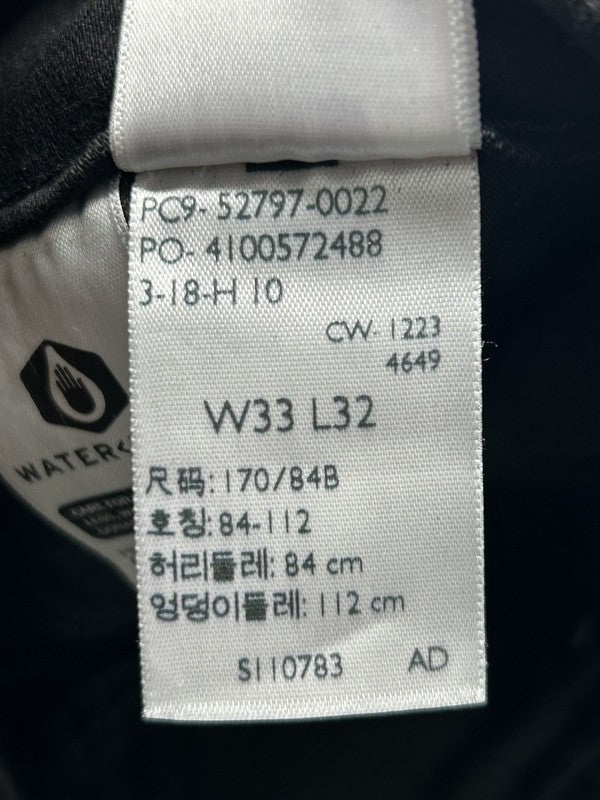 PC9- 52797-0022
PO- 4100572488
3-18-H 10
CW- 1223
4649
W33 L32
尺码: 170/84B
호칭: 84-112
허리둘레: 84 cm
엉덩이둘레: 112 cm
S110783 AD
WATER<